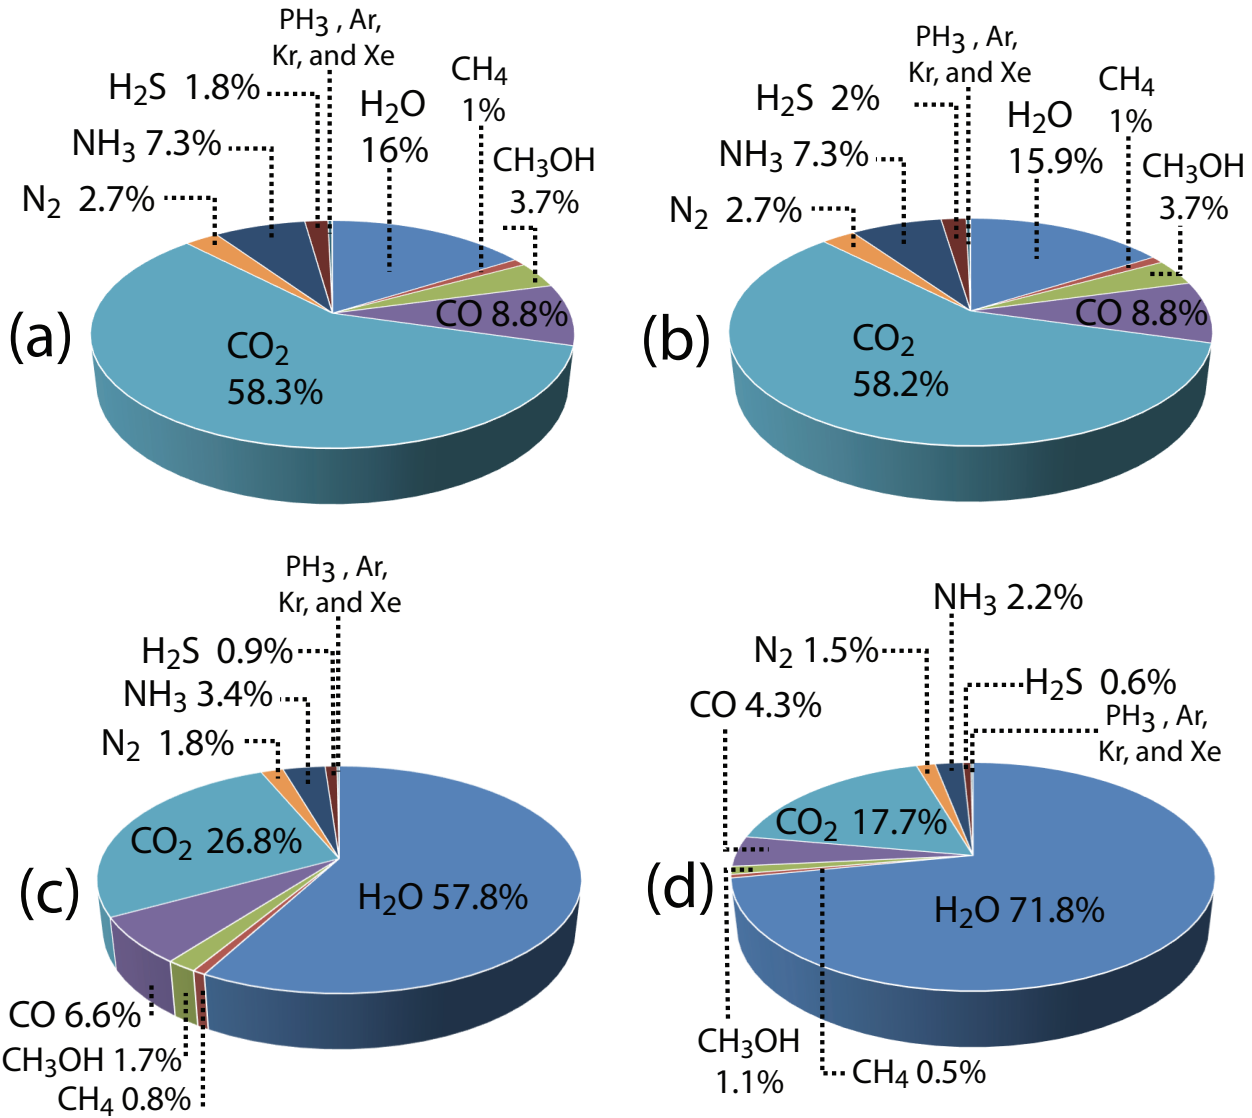 PH3 , Ar,
Kr, and Xe
H2S 1.8%
H2O
16%
CH4
1%
NH3 7.3%
CH3OH
3.7%
N2 2.7%
(a)
CO 8.8%
CO2
58.3%
PH3 , Ar,
Kr, and Xe
H2S 2%
H2O
15.9%
CH4
1%
NH3 7.3%
CH3OH
3.7%
N2 2.7%
(b)
CO 8.8%
CO2
58.2%
PH3 , Ar,
Kr, and Xe
H2S 0.9%
NH3 3.4%
N2 1.8%
CO2 26.8%
(c)
H2O 57.8%
CO 6.6%
CH3OH 1.7%
CH4 0.8%
NH3 2.2%
N2 1.5%
H2S 0.6%
CO 4.3%
PH3 , Ar,
Kr, and Xe
CO2 17.7%
(d)
H2O 71.8%
CH3OH
1.1%
CH4 0.5%